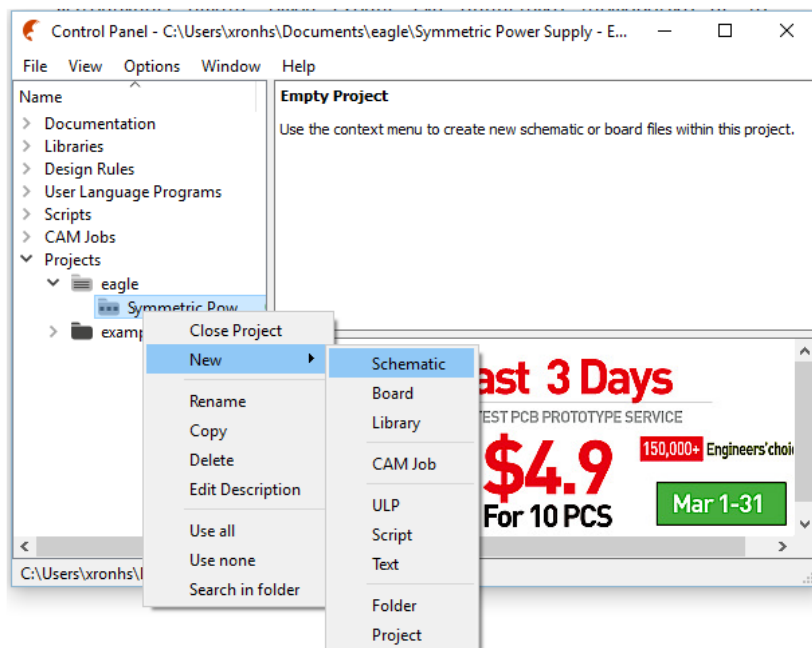 Control Panel - C:\Users\xronhs\Documents\eagle\Symmetric Power Supply - E...
File View Options Window Help
Name
Documentation
Libraries
Design Rules
User Language Programs
Scripts
CAM Jobs
Projects
eagle
Symmetric Pow
examp
Empty Project
Use the context menu to create new schematic or board files within this project.
Close Project
New
Rename
Copy
Delete
Edit Description
Use all
Use none
Search in folder
Schematic
Board
Library
CAM Job
ULP
Script
Text
Folder
Project
ast 3 Days
TEST PCB PROTOTYPE SERVICE
$4.9
For 10 PCS
150,000+ Engineers'choi
Mar 1-31
C:\Users\xronhs\